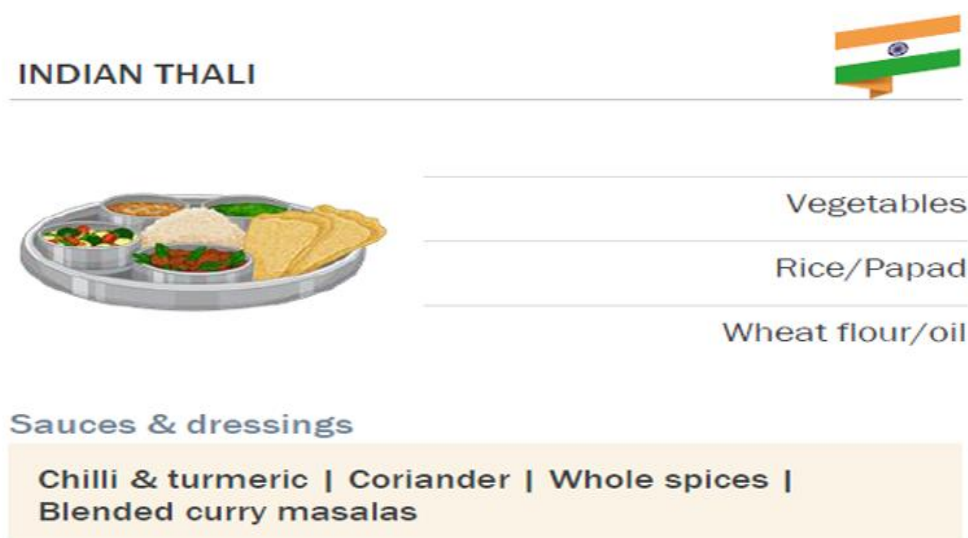 INDIAN THALI
Vegetables
Rice/Papad
Wheat flour/oil
Sauces & dressings
Chilli & turmeric | Coriander | Whole spices |
Blended curry masalas